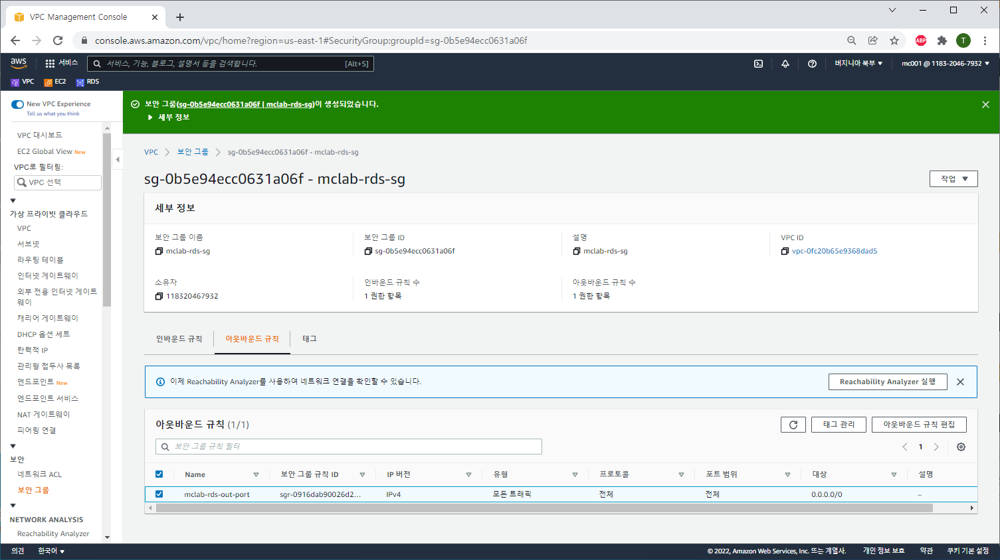 VPC Management Console
console.aws.amazon.com/vpc/home?region=us-east-1#SecurityGroup:groupId=sg-0b5e94ecc0631a06f
ABP
T
aws
서비스
서비스, 기능, 블로그, 설명서 등을 검색합니다.
[Alt+S]
버지니아 북부
mc001 @ 1183-2046-7932
VPC
EC2
RDS
New VPC Experience
Tell us what you think
VPC 대시보드
EC2 Global View New
VPC로 필터링:
VPC 선택
가상 프라이빗 클라우드
VPC
서브넷
라우팅 테이블
인터넷 게이트웨이
외부 전용 인터넷 게이트
웨이
캐리어 게이트웨이
DHCP 옵션 세트
탄력적 IP
관리형 접두사 목록
엔드포인트 New
엔드포인트 서비스
NAT 게이트웨이
피어링 연결
보안
네트워크 ACL
보안 그룹
NETWORK ANALYSIS
Reachability Analyzer
보안 그룹(sg-0b5e94ecc0631a06f | mclab-rds-sg)이 생성되었습니다.
세부 정보
VPC
보안 그룹
sg-0b5e94ecc0631a06f - mclab-rds-sg
sg-0b5e94ecc0631a06f - mclab-rds-sg
작업
세부 정보
보안 그룹 이름
mclab-rds-sg
보안 그룹 ID
sg-0b5e94ecc0631a06f
설명
mclab-rds-sg
VPC ID
vpc-0fc20b65e9368dad5
소유자
118320467932
인바운드 규칙 수
1 권한 항목
아웃바운드 규칙 수
1 권한 항목
인바운드 규칙
아웃바운드 규칙
태그
이제 Reachability Analyzer를 사용하여 네트워크 연결을 확인할 수 있습니다.
Reachability Analyzer 실행
아웃바운드 규칙 (1/1)
태그 관리
아웃바운드 규칙 편집
보안 그룹 규칙 필터
1
Name
보안 그룹 규칙 ID
IP 버전
유형
프로토콜
포트 범위
대상
설명
mclab-rds-out-port
sgr-0916dab90026d2...
IPv4
모든 트래픽
전체
전체
0.0.0.0/0
–
의견
한국어
© 2022, Amazon Web Services, Inc. 또는 계열사.
개인 정보 보호
약관
쿠키 기본 설정